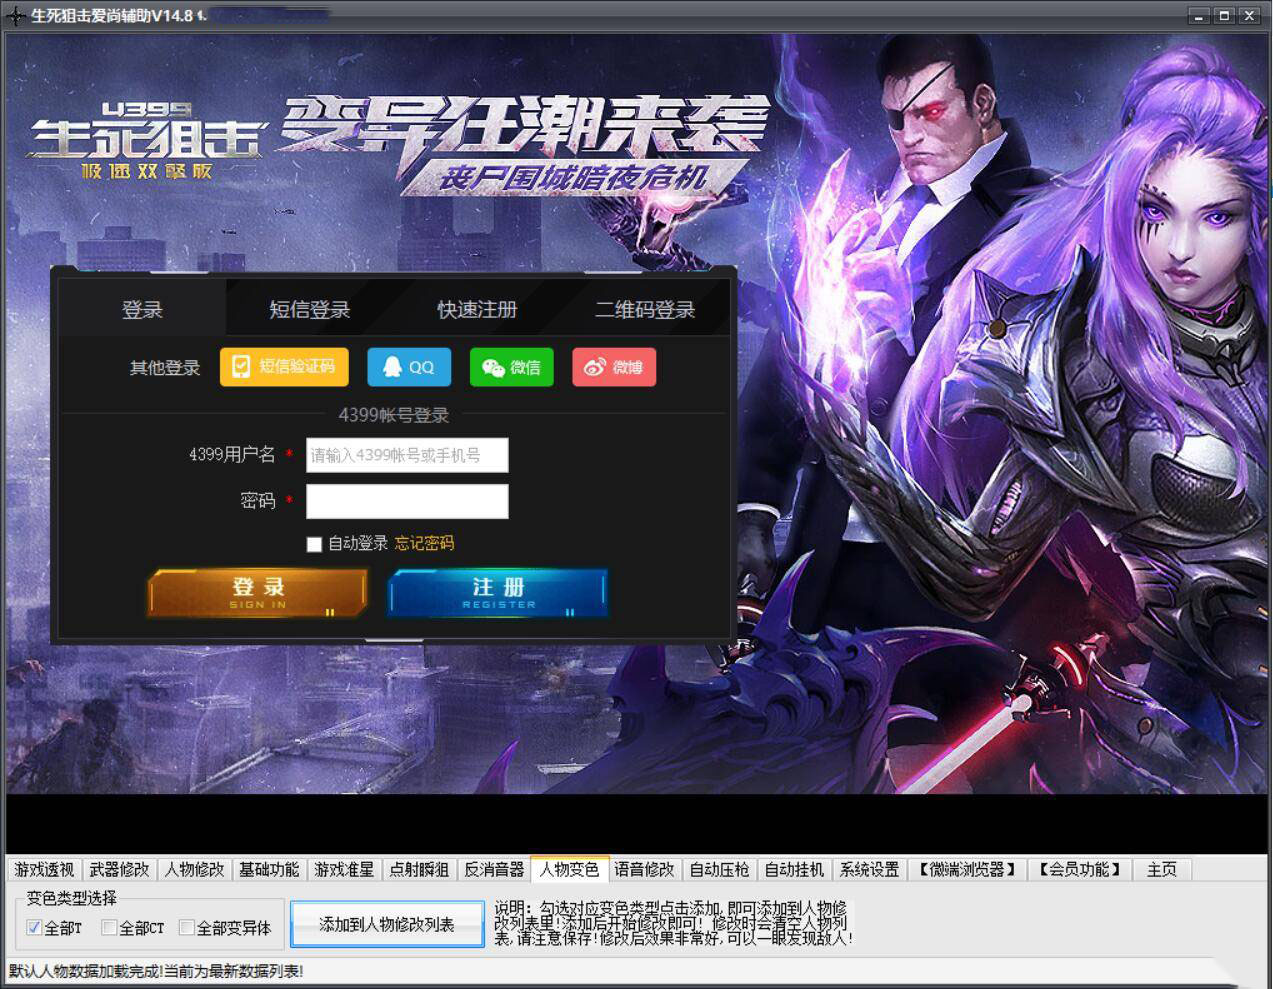 生死狙击爱尚辅助V14.8
4399
生死狙击
极速双擎版
变异狂潮来袭
丧尸围城暗夜危机
登录 短信登录 快速注册 二维码登录
其他登录 短信验证码 QQ 微信 微博
4399帐号登录
4399用户名 * 请输入4399帐号或手机号
密码 *
自动登录 忘记密码
登录 注册
SIGN IN REGISTER
游戏透视 武器修改 人物修改 基础功能 游戏准星 点射瞬狙 反消音器 人物变色 语音修改 自动压枪 自动挂机 系统设置 【微端浏览器】 【会员功能】 主页
变色类型选择
全部T 全部CT 全部变异体
添加到人物修改列表
说明：勾选对应变色类型点击添加,即可添加到人物修
改列表里!添加后开始修改即可! 修改时会清空人物列
表,请注意保存!修改后效果非常好,可以一眼发现敌人!
默认人物数据加载完成!当前为最新数据列表!